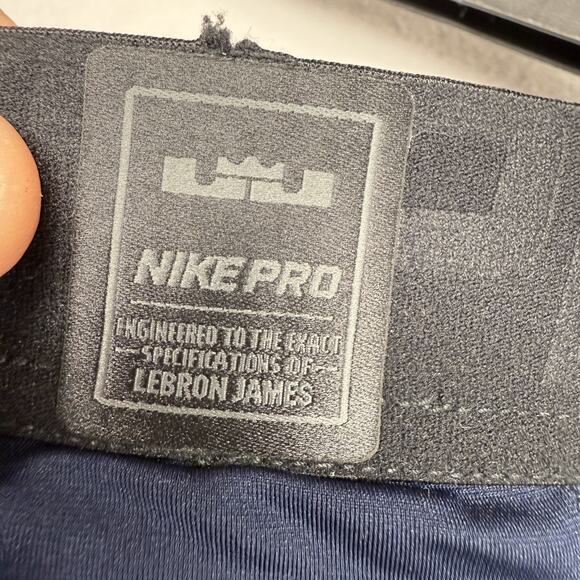 NIKE PRO
ENGINEERED TO THE EXACT
SPECIFICATIONS OF
LEBRON JAMES